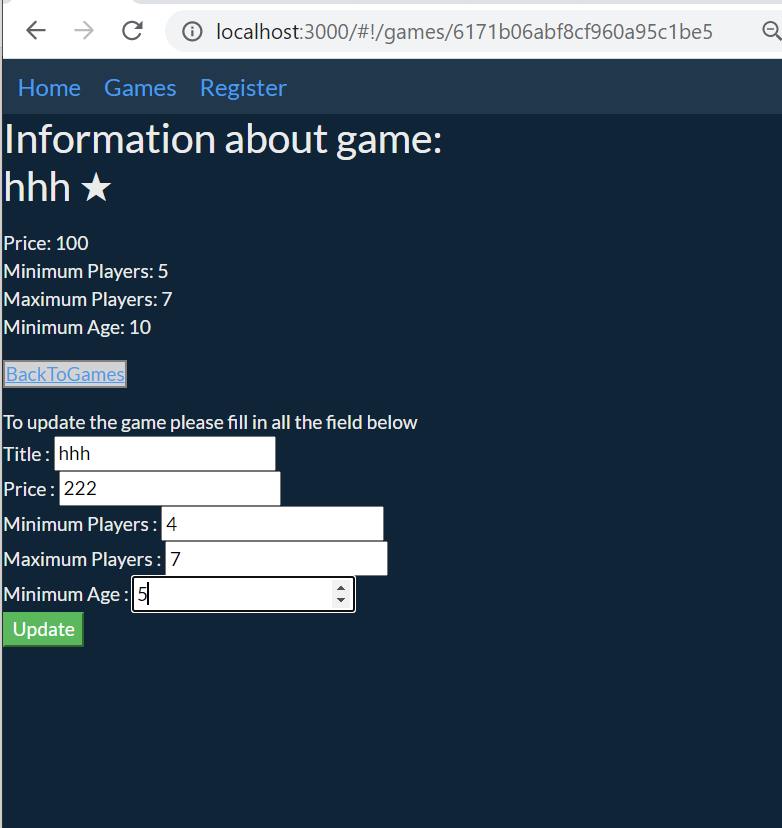 localhost:3000/#!/games/6171b06abf8cf960a95c1be5
Home Games Register
Information about game:
hhh ★
Price: 100
Minimum Players: 5
Maximum Players: 7
Minimum Age: 10
BackToGames
To update the game please fill in all the field below
Title : hhh
Price : 222
Minimum Players : 4
Maximum Players : 7
Minimum Age : 5
Update